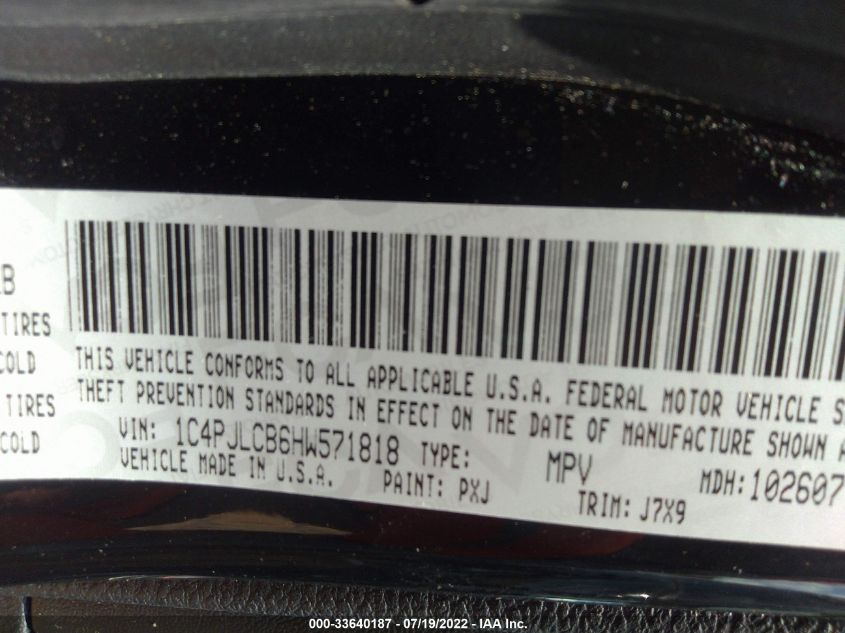 LB
TIRES
COLD
TIRES
COLD
THIS VEHICLE CONFORMS TO ALL APPLICABLE U.S.A. FEDERAL MOTOR VEHICLE S
THEFT PREVENTION STANDARDS IN EFFECT ON THE DATE OF MANUFACTURE SHOWN A
VIN: 1C4PJLCB6HW571818 TYPE: MPV MDH:102607
VEHICLE MADE IN U.S.A. PAINT: PXJ TRIM: J7X9
000-33640187 - 07/19/2022 - IAA Inc.